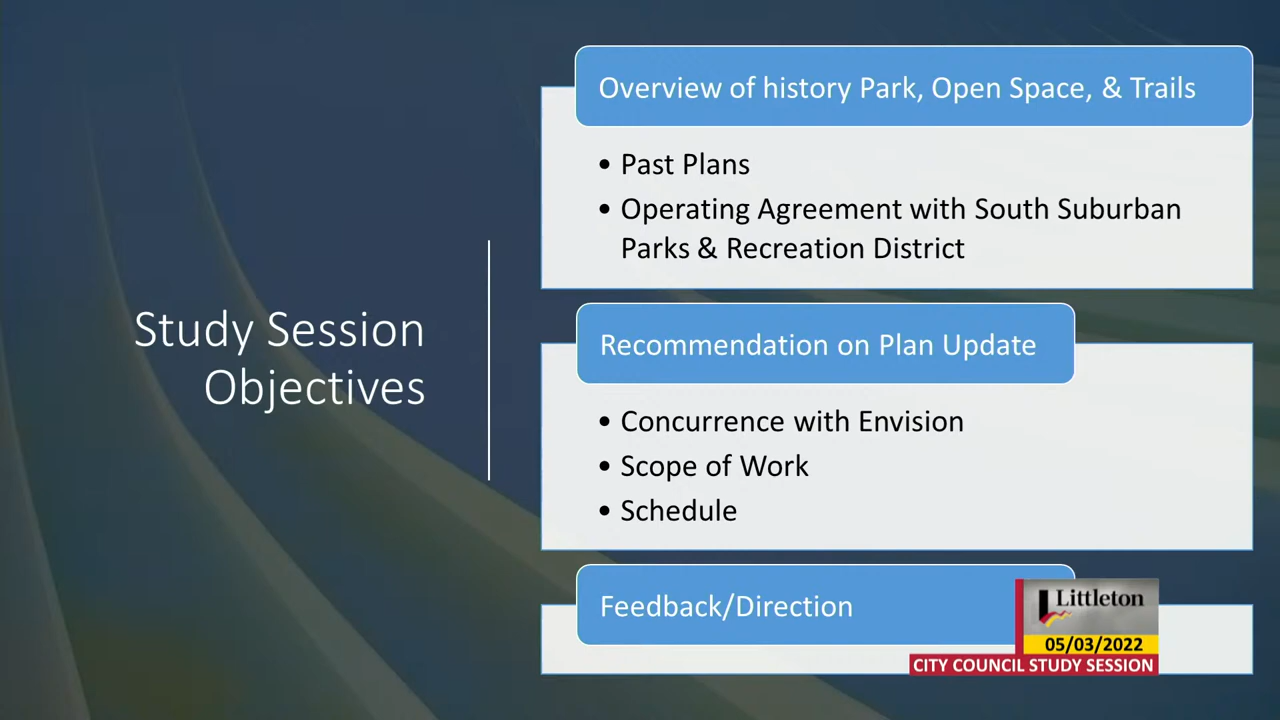 Study Session
Objectives
Overview of history Park, Open Space, & Trails
• Past Plans
• Operating Agreement with South Suburban
Parks & Recreation District
Recommendation on Plan Update
• Concurrence with Envision
• Scope of Work
• Schedule
Feedback/Direction
Littleton
05/03/2022
CITY COUNCIL STUDY SESSION